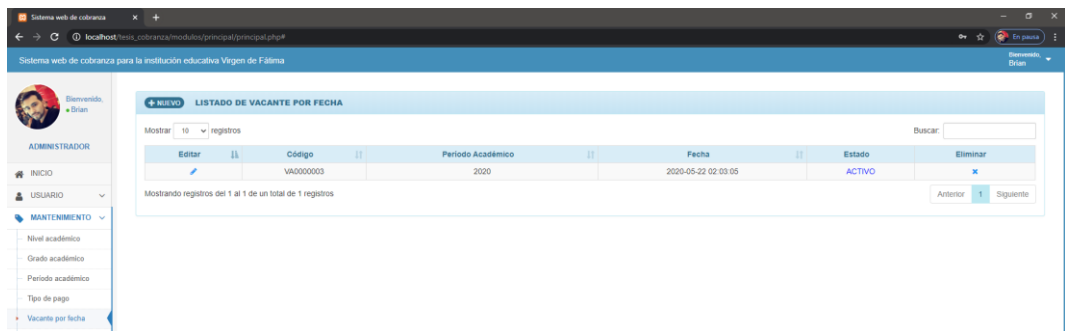 Sistema web de cobranza
localhost/tesis_cobranza/modulos/principal/principal.php#
En pausa
Sistema web de cobranza para la institución educativa Virgen de Fátima
Bienvenido,
Brian
Bienvenido,
Brian
ADMINISTRADOR
INICIO
USUARIO
MANTENIMIENTO
Nivel académico
Grado académico
Periodo académico
Tipo de pago
Vacante por fecha
NUEVO LISTADO DE VACANTE POR FECHA
Mostrar 10 registros Buscar:
Editar Código Periodo Académico Fecha Estado Eliminar
VA0000003 2020 2020-05-22 02:03:05 ACTIVO
Mostrando registros del 1 al 1 de un total de 1 registros
Anterior 1 Siguiente